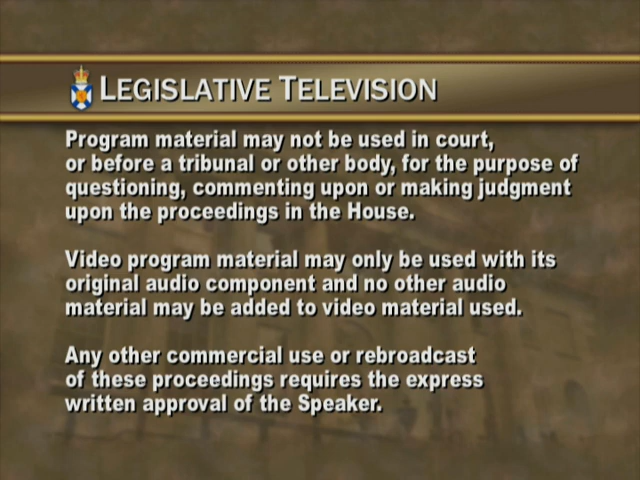 LEGISLATIVE TELEVISION
Program material may not be used in court,
or before a tribunal or other body, for the purpose of
questioning, commenting upon or making judgment
upon the proceedings in the House.
Video program material may only be used with its
original audio component and no other audio
material may be added to video material used.
Any other commercial use or rebroadcast
of these proceedings requires the express
written approval of the Speaker.